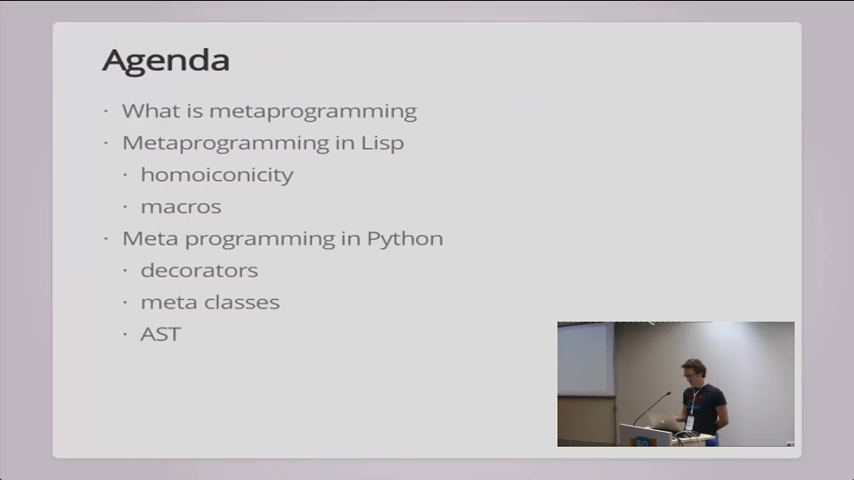 Agenda
· What is metaprogramming
· Metaprogramming in Lisp
· homoiconicity
· macros
· Meta programming in Python
· decorators
· meta classes
· AST